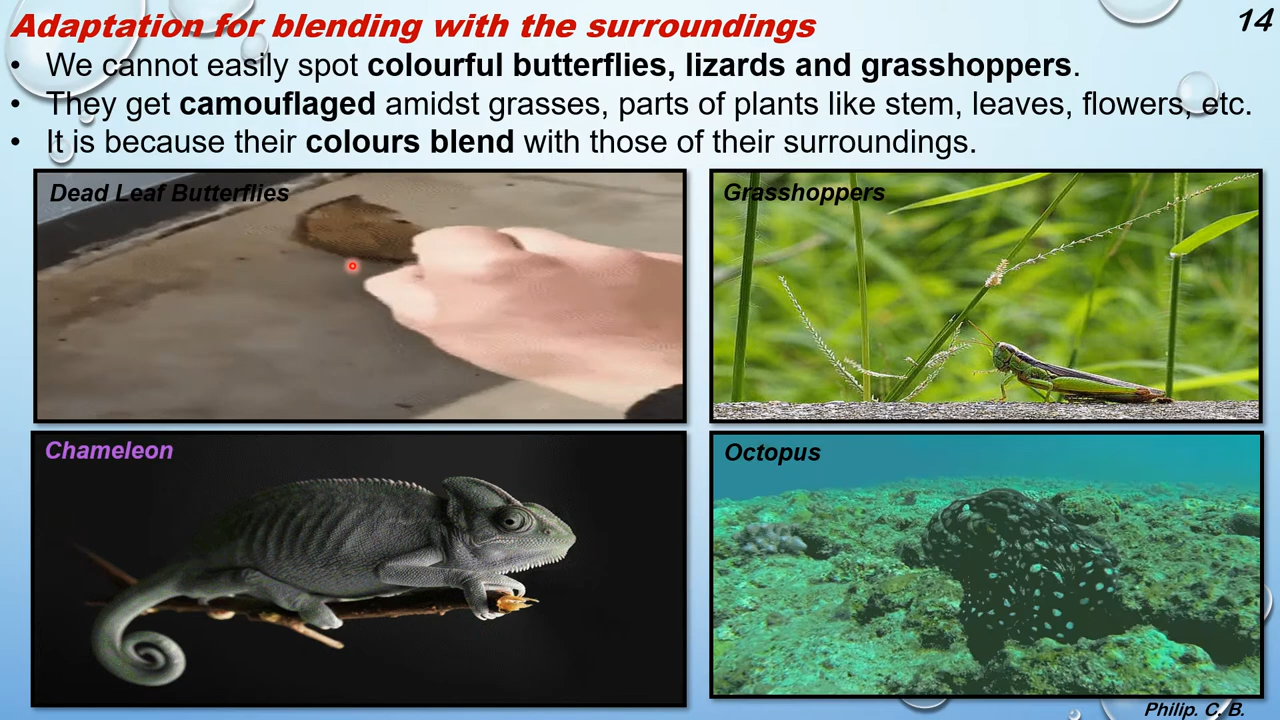 Adaptation for blending with the surroundings
14
• We cannot easily spot colourful butterflies, lizards and grasshoppers.
• They get camouflaged amidst grasses, parts of plants like stem, leaves, flowers, etc.
• It is because their colours blend with those of their surroundings.
Dead Leaf Butterflies
Grasshoppers
Chameleon
Octopus
Philip. C. B.